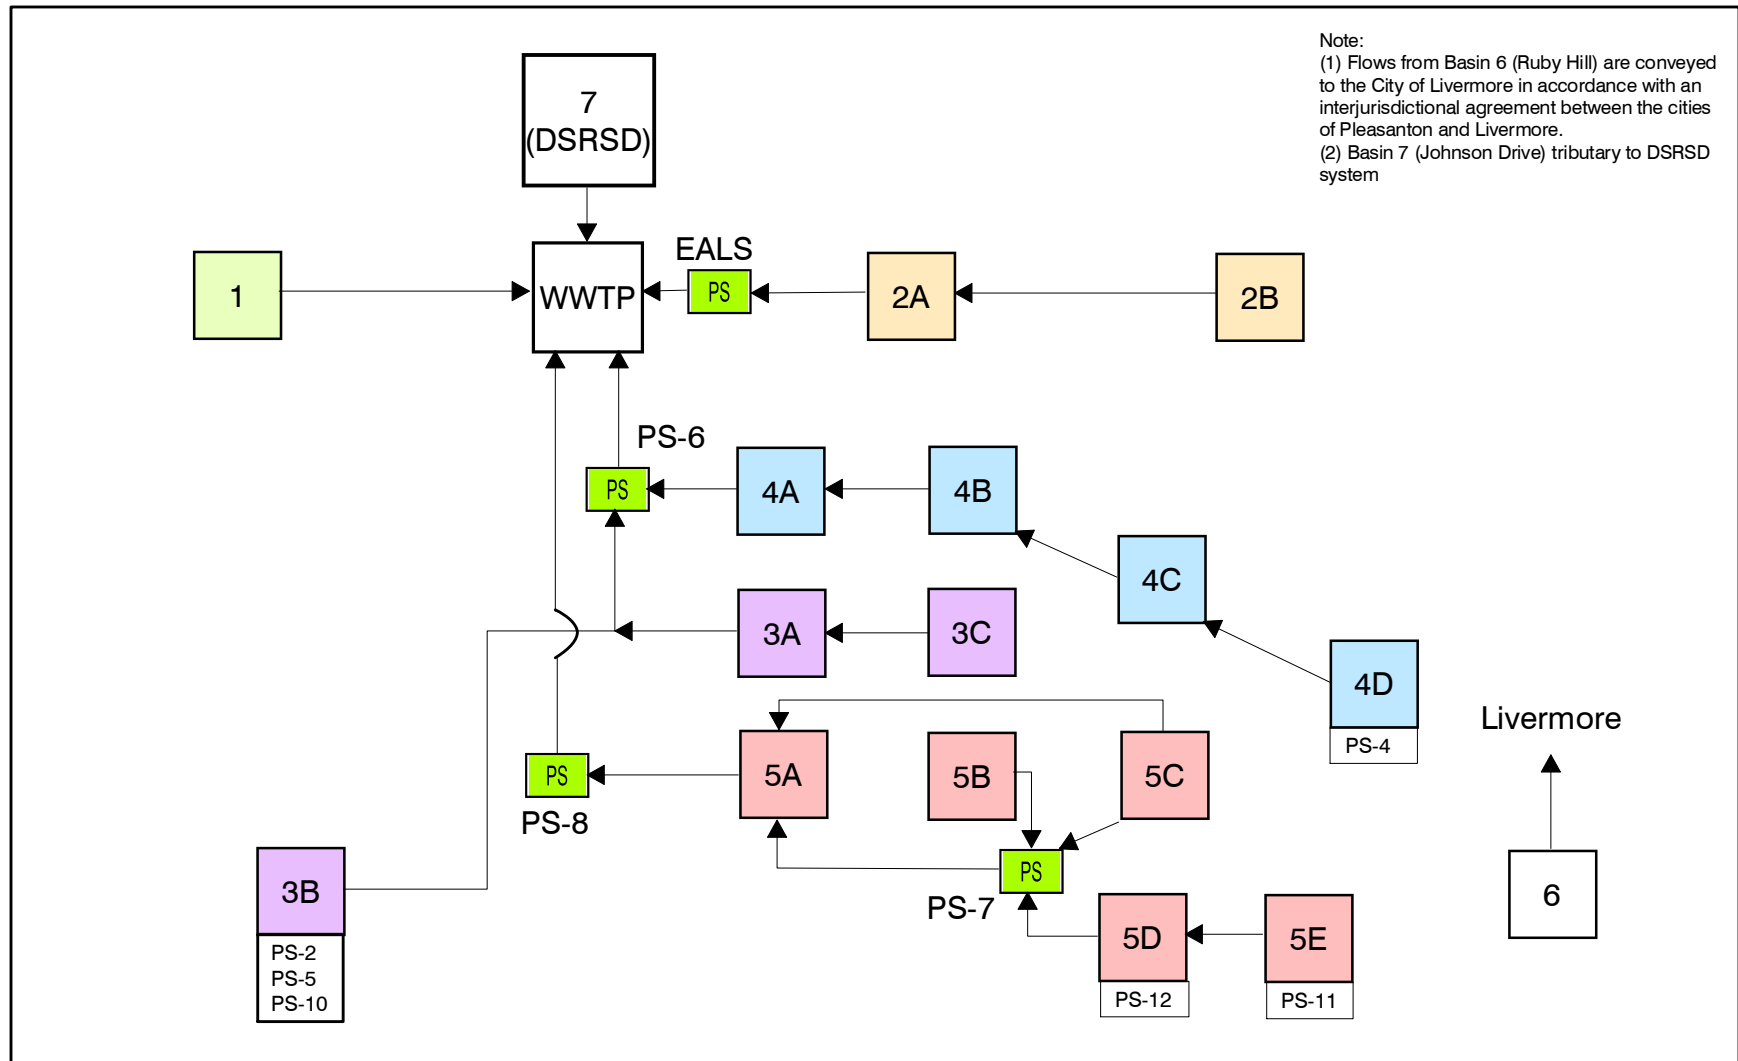 Note:
(1) Flows from Basin 6 (Ruby Hill) are conveyed
to the City of Livermore in accordance with an
interjurisdictional agreement between the cities
of Pleasanton and Livermore.
(2) Basin 7 (Johnson Drive) tributary to DSRSD
system
7
(DSRSD)
EALS
1
WWTP
PS
2A
2B
PS-6
PS
4A
4B
4C
3A
3C
4D
PS-4
Livermore
PS
5A
5B
5C
PS-8
PS
PS-7
3B
PS-2
PS-5
PS-10
5D
PS-12
5E
PS-11
6